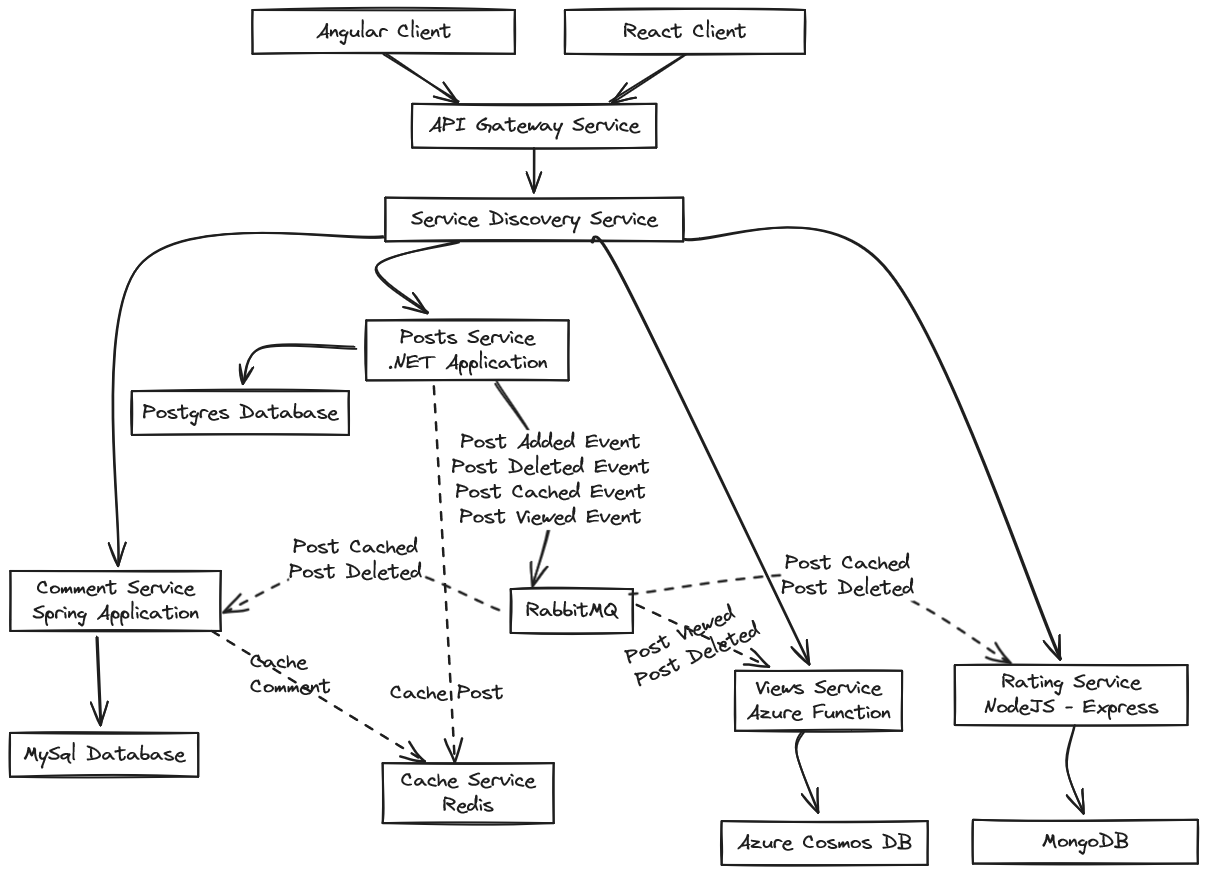 Angular Client
React Client
API Gateway Service
Service Discovery Service
Posts Service
.NET Application
Postgres Database
Post Added Event
Post Deleted Event
Post Cached Event
Post Viewed Event
Post Cached
Post Deleted
Post Cached
Post Deleted
Comment Service
Spring Application
RabbitMQ
Post Viewed
Post Deleted
Cache
Comment
Cache Post
Views Service
Azure Function
Rating Service
NodeJS - Express
MySql Database
Cache Service
Redis
Azure Cosmos DB
MongoDB